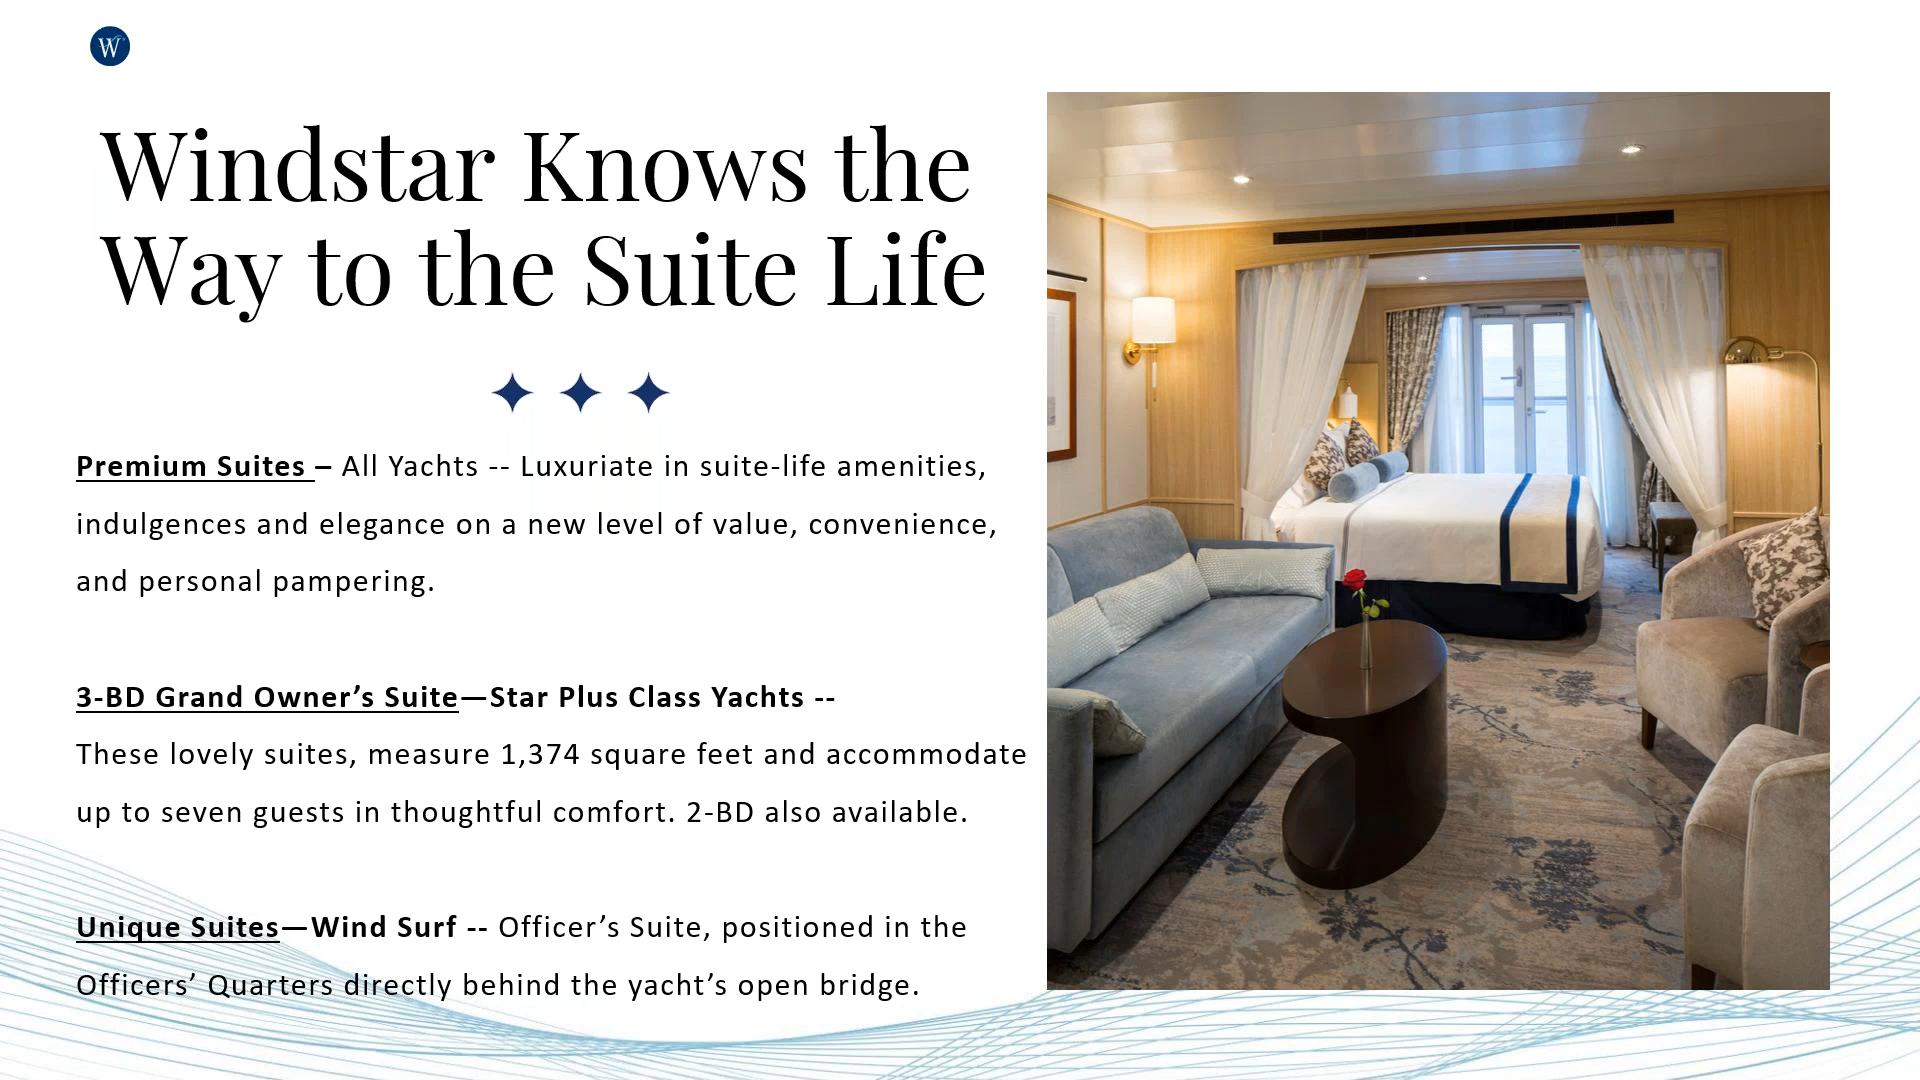 W
Windstar Knows the
Way to the Suite Life
Premium Suites – All Yachts -- Luxuriate in suite-life amenities,
indulgences and elegance on a new level of value, convenience,
and personal pampering.
3-BD Grand Owner’s Suite—Star Plus Class Yachts --
These lovely suites, measure 1,374 square feet and accommodate
up to seven guests in thoughtful comfort. 2-BD also available.
Unique Suites—Wind Surf -- Officer’s Suite, positioned in the
Officers’ Quarters directly behind the yacht’s open bridge.